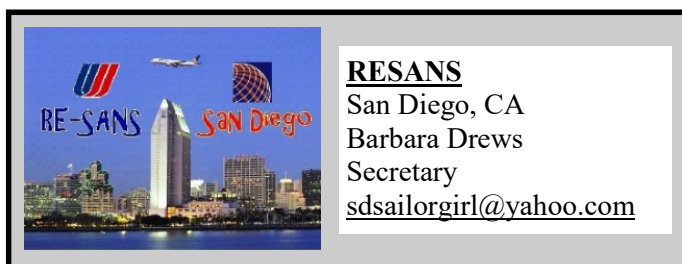 RE-SANS
San Diego
RESANS
San Diego, CA
Barbara Drews
Secretary
sdsailorgirl@yahoo.com